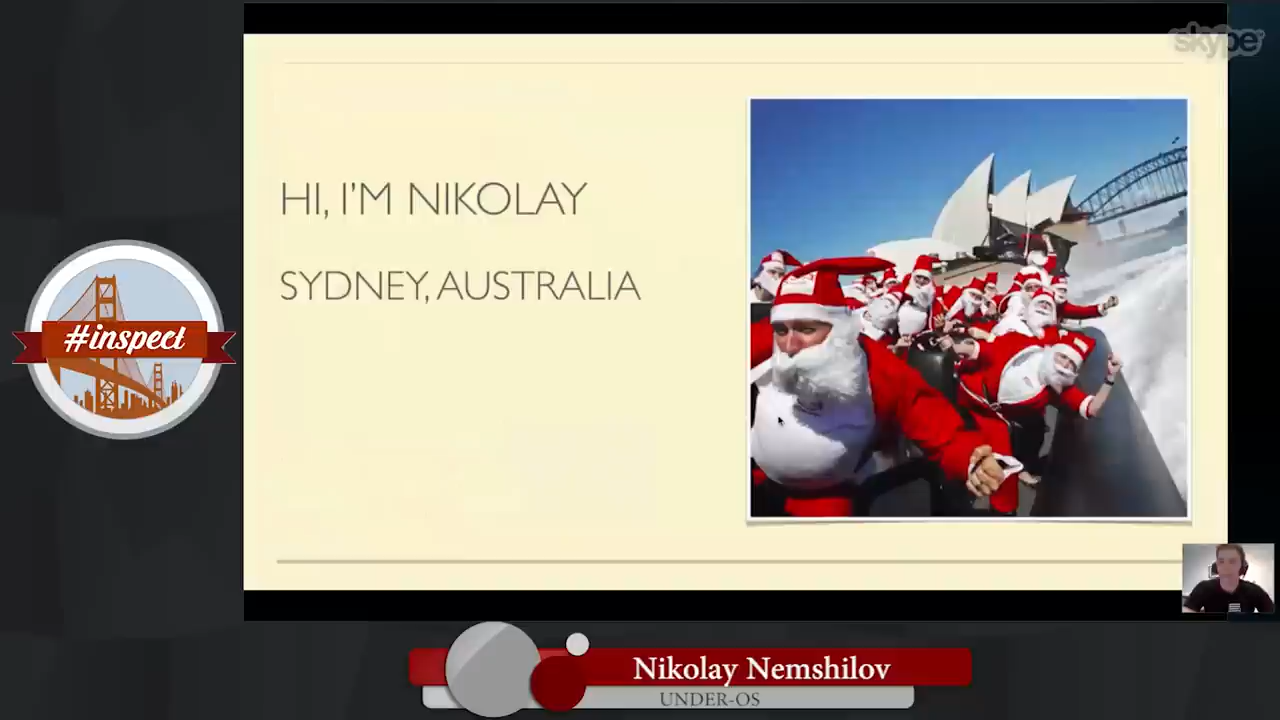 skype
HI, I'M NIKOLAY
SYDNEY, AUSTRALIA
#inspect
Nikolay Nemshilov
UNDER-OS